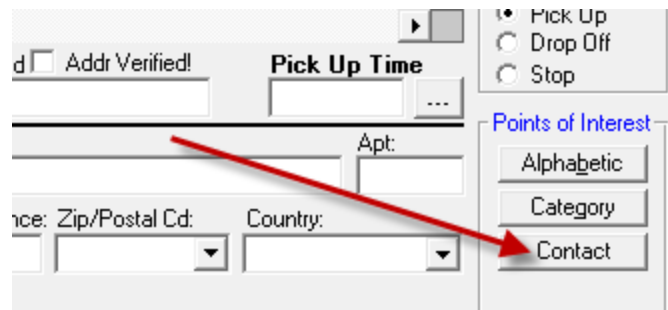 Pick Up
Drop Off
d Addr Verified! Pick Up Time
Stop
...
Points of Interest
Apt:
Alphabetic
Category
nce: Zip/Postal Cd: Country:
Contact